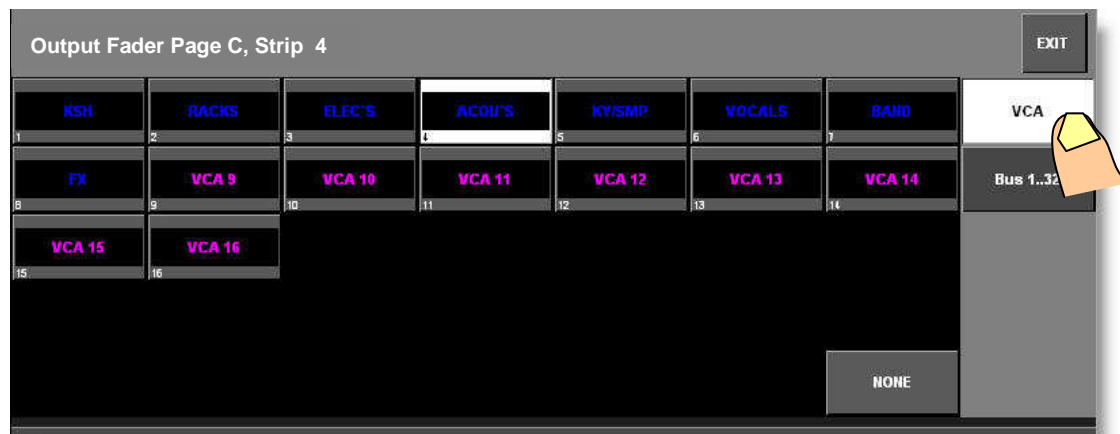 Output Fader Page C, Strip 4
EXIT
KSH
RACKS
ELEC'S
ACOU'S
KY/SMP
VOCALS
BAND
VCA
1
2
3
4
5
6
7
FX
VCA 9
VCA 10
VCA 11
VCA 12
VCA 13
VCA 14
Bus 1..32
8
9
10
11
12
13
14
VCA 15
VCA 16
15
16
NONE